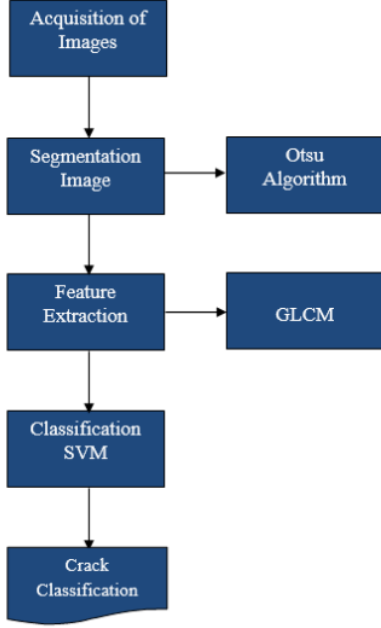 Acquisition of
Images
Segmentation
Image
Otsu
Algorithm
Feature
Extraction
GLCM
Classification
SVM
Crack
Classification